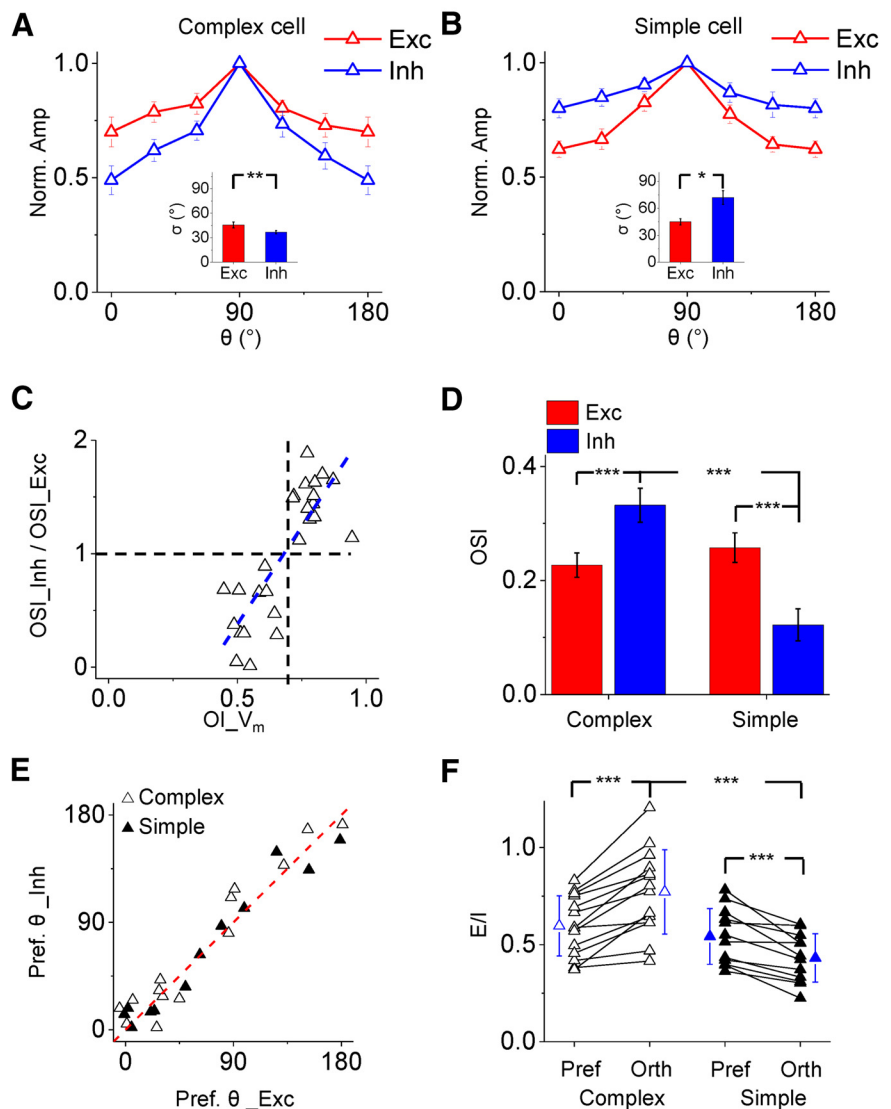 A
Complex cell
Exc
Inh
Norm. Amp
1.0
0.5
0.0
0
90
180
θ (°)
σ (°)
90
60
30
0
**
Exc
Inh
B
Simple cell
Exc
Inh
Norm. Amp
1.0
0.5
0.0
0
90
180
θ (°)
σ (°)
90
60
30
0
*
Exc
Inh
C
OSI_Inh / OSI_Exc
2
1
0
0.0
0.5
1.0
OI_Vm
D
Exc
Inh
OSI
0.4
0.2
0.0
***
***
***
Complex
Simple
E
Complex
Simple
Pref. θ _Inh
180
90
0
0
90
180
Pref. θ _Exc
F
E/I
1.0
0.5
0.0
***
***
***
Pref Orth Pref Orth
Complex Simple